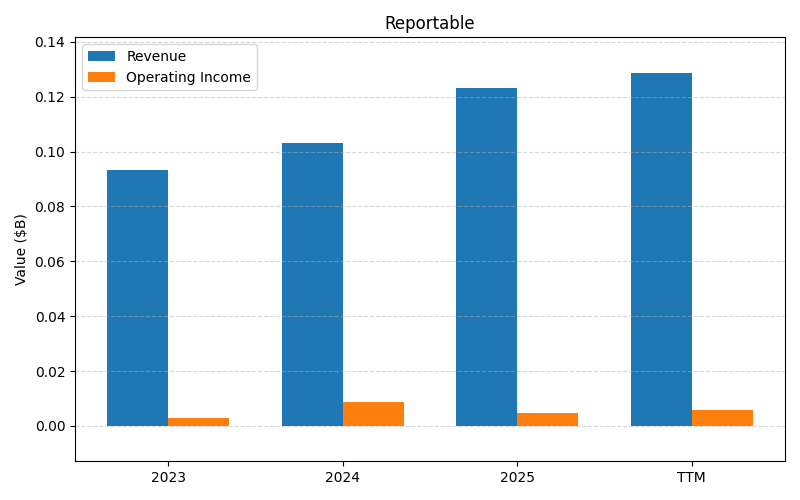 Reportable
Revenue
Operating Income
Value ($B)
0.14
0.12
0.10
0.08
0.06
0.04
0.02
0.00
2023
2024
2025
TTM